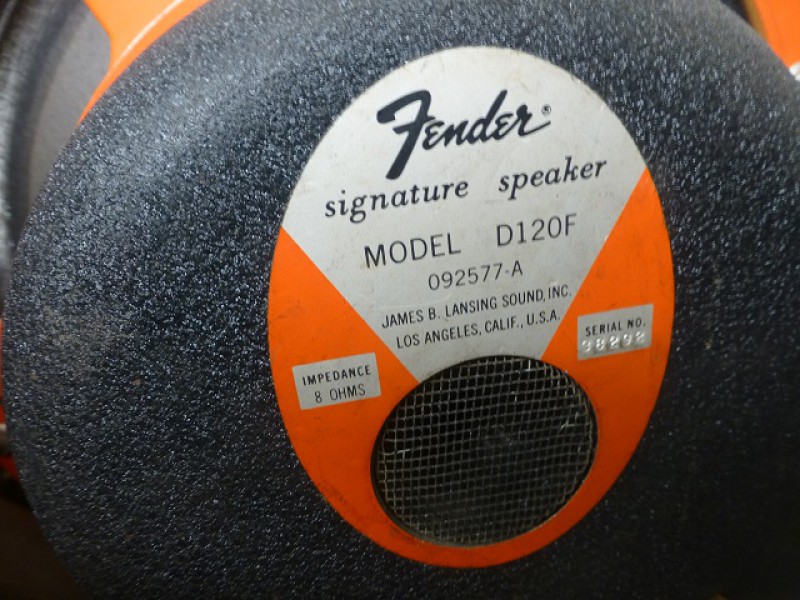 Fender®
signature speaker
MODEL D120F
092577-A
JAMES B. LANSING SOUND, INC.
LOS ANGELES, CALIF., U.S.A.
IMPEDANCE
8 OHMS
SERIAL NO.